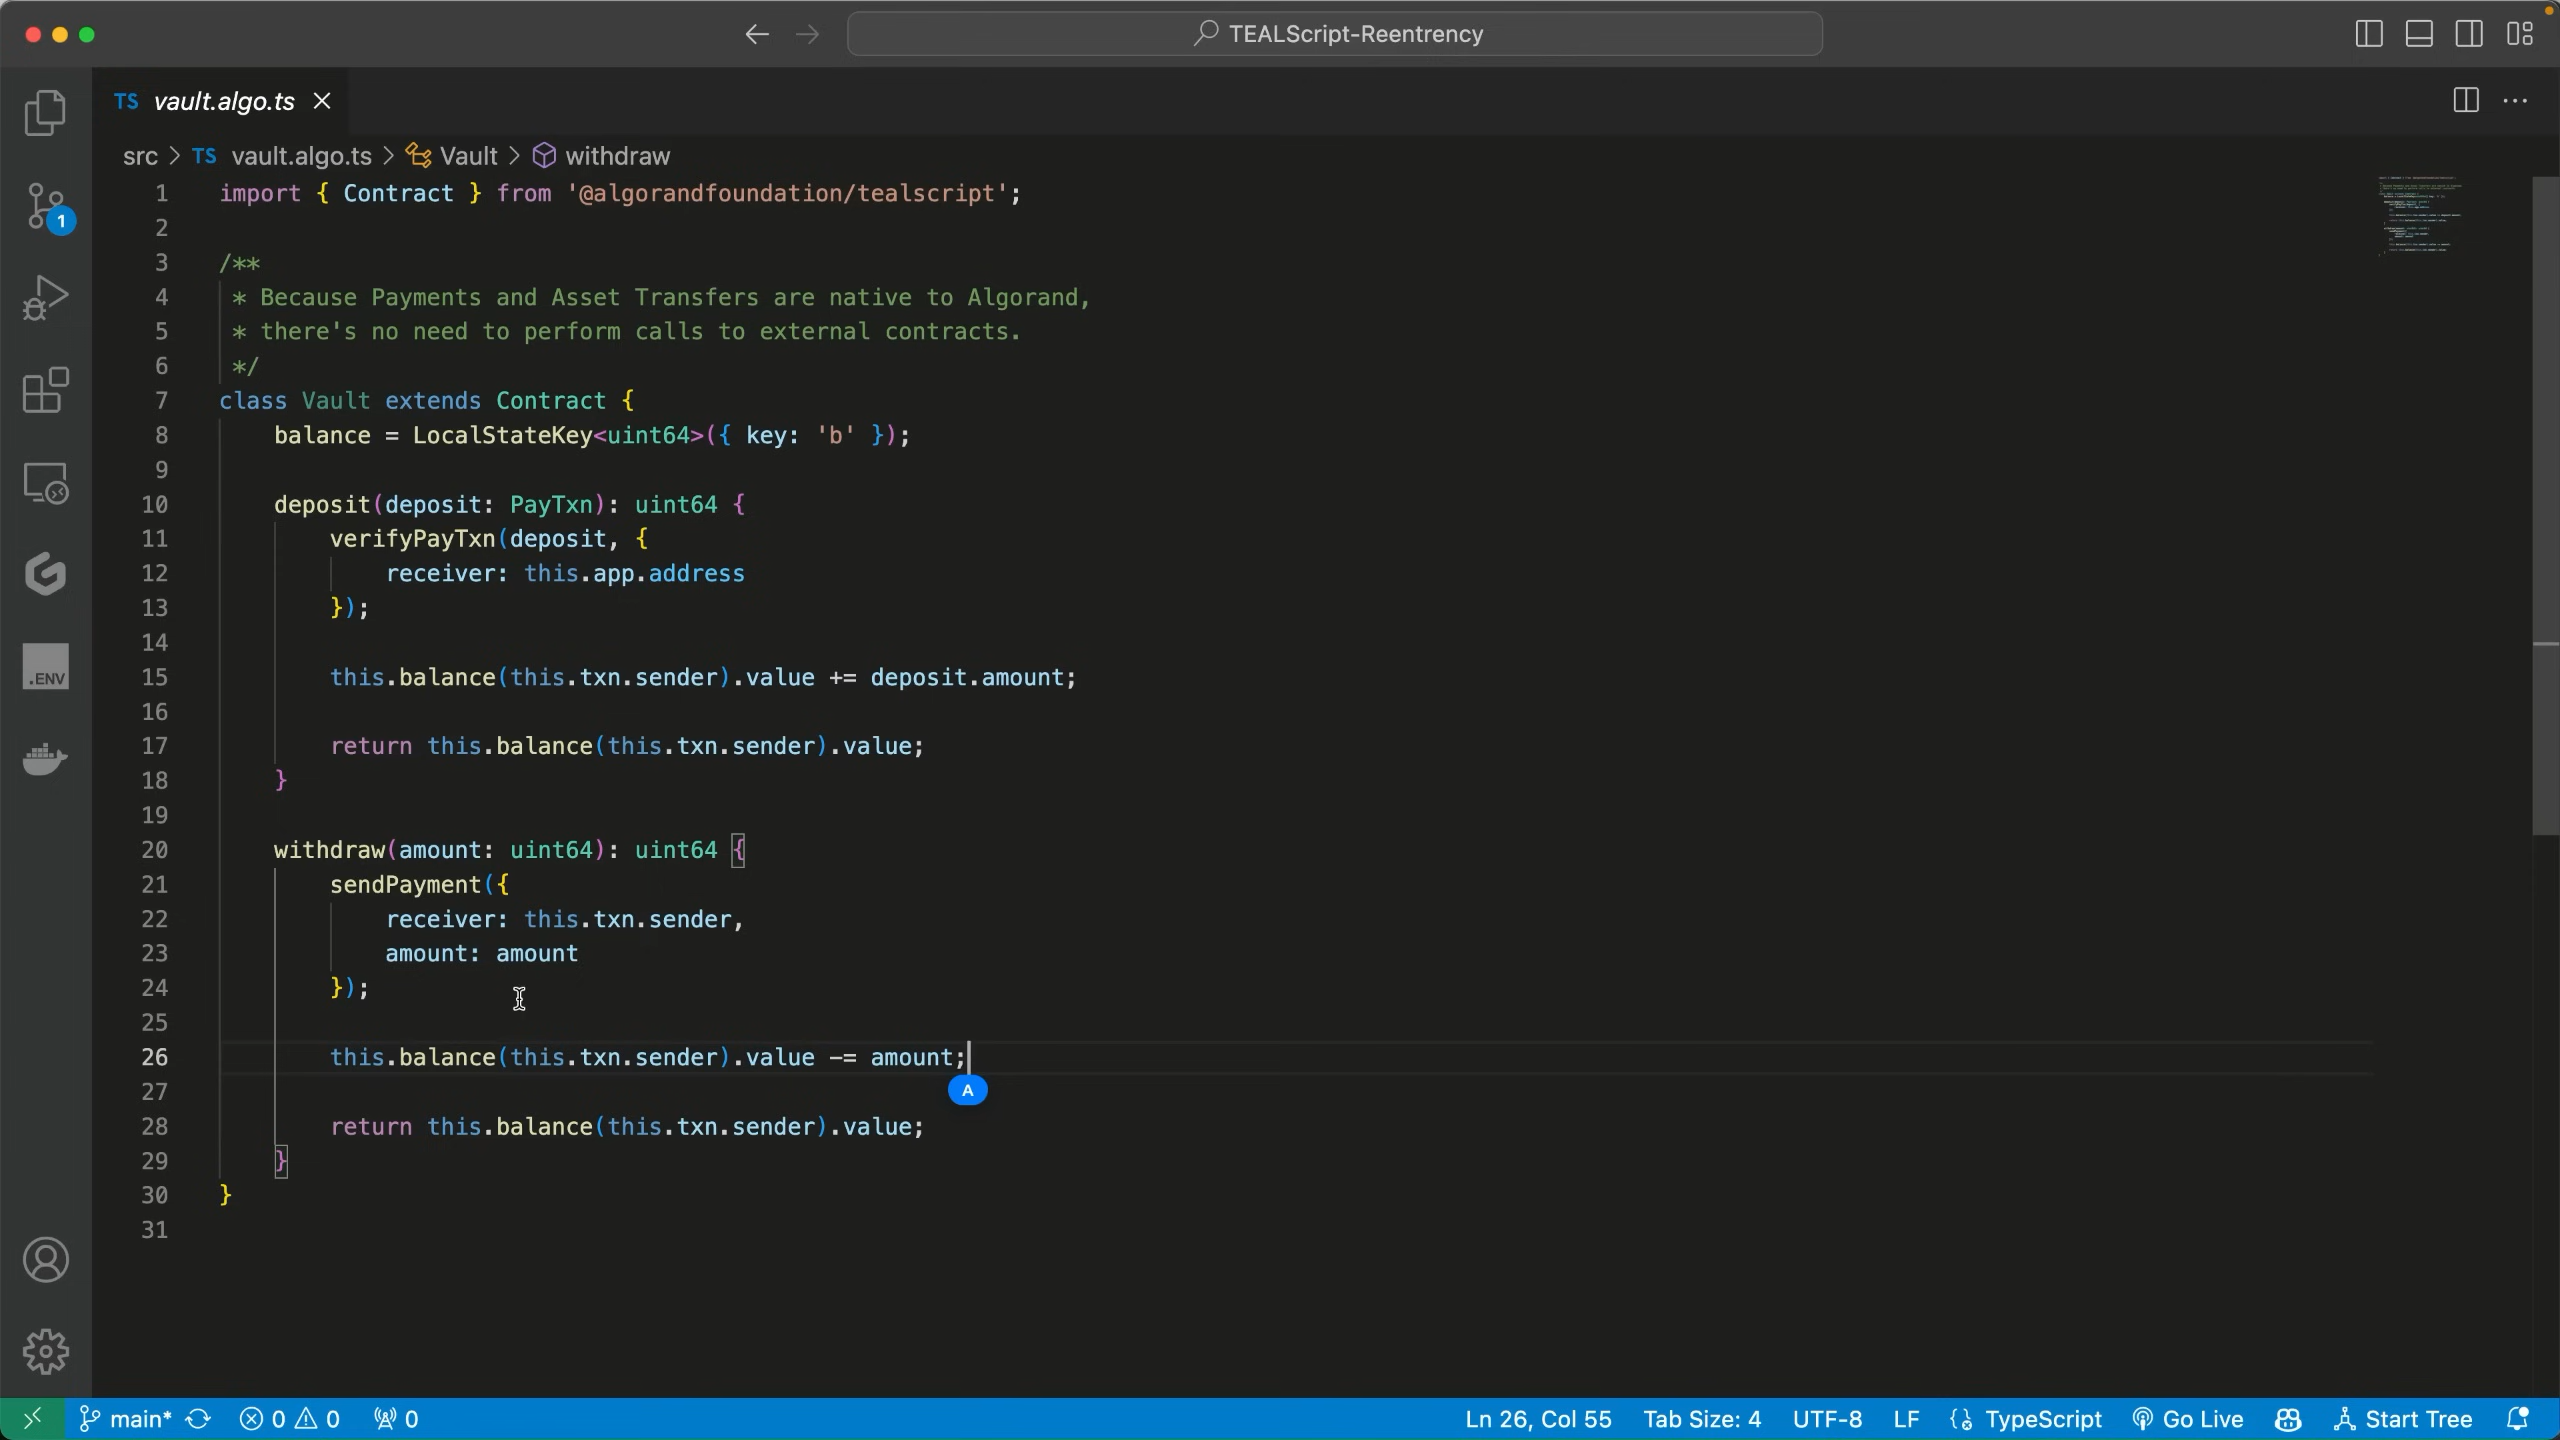 TEALScript-Reentrency
TS vault.algo.ts
src > TS vault.algo.ts > Vault > withdraw
1 import { Contract } from '@algorandfoundation/tealscript';
2
3 /**
4 * Because Payments and Asset Transfers are native to Algorand,
5 * there's no need to perform calls to external contracts.
6 */
7 class Vault extends Contract {
8 balance = LocalStateKey<uint64>({ key: 'b' });
9
10 deposit(deposit: PayTxn): uint64 {
11 verifyPayTxn(deposit, {
12 receiver: this.app.address
13 });
14
15 this.balance(this.txn.sender).value += deposit.amount;
16
17 return this.balance(this.txn.sender).value;
18 }
19
20 withdraw(amount: uint64): uint64 {
21 sendPayment({
22 receiver: this.txn.sender,
23 amount: amount
24 });
25
26 this.balance(this.txn.sender).value -= amount;
A
27
28 return this.balance(this.txn.sender).value;
29 }
30 }
31
1
.ENV
main* 0 0 0 Ln 26, Col 55 Tab Size: 4 UTF-8 LF TypeScript Go Live Start Tree